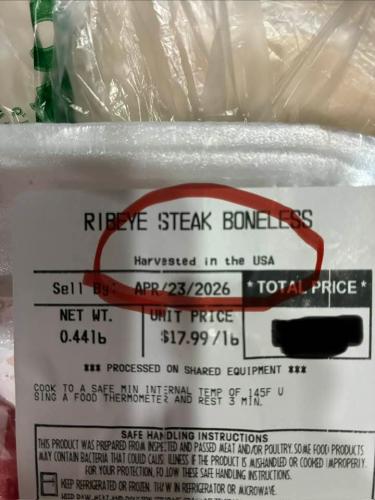 RIBEYE STEAK BONELESS
Harvested in the USA
Sell By: APR/23/2026 * TOTAL PRICE *
NET WT. UNIT PRICE
0.44lb $17.99/lb
*** PROCESSED ON SHARED EQUIPMENT ***
COOK TO A SAFE MIN INTERNAL TEMP OF 145F U
SING A FOOD THERMOMETER AND REST 3 MIN.
SAFE HANDLING INSTRUCTIONS
THIS PRODUCT WAS PREPARED FROM INSPECTED AND PASSED MEAT AND/OR POULTRY. SOME FOOD PRODUCTS
MAY CONTAIN BACTERIA THAT COULD CAUSE ILLNESS IF THE PRODUCT IS MISHANDLED OR COOKED IMPROPERLY.
FOR YOUR PROTECTION, FOLLOW THESE SAFE HANDLING INSTRUCTIONS.
KEEP REFRIGERATED OR FROZEN. THAW IN REFRIGERATOR OR MICROWAVE.